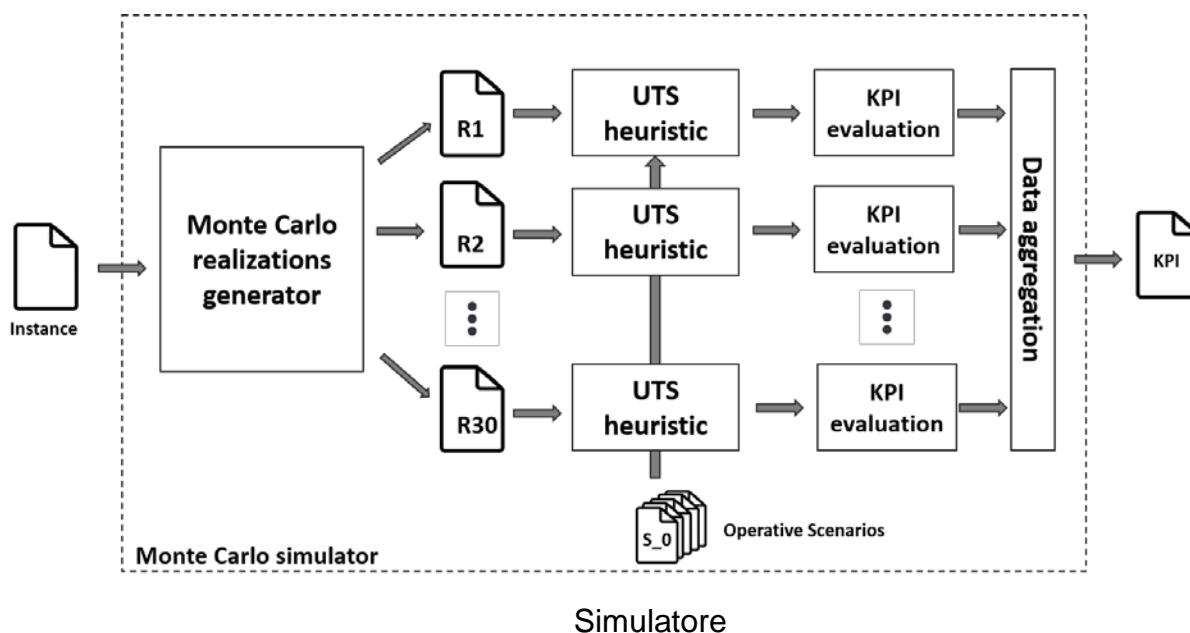 Instance
Monte Carlo
realizations
generator
R1
UTS
heuristic
KPI
evaluation
R2
UTS
heuristic
KPI
evaluation
R30
UTS
heuristic
KPI
evaluation
Data aggregation
KPI
S_0
Operative Scenarios
Monte Carlo simulator
Simulatore